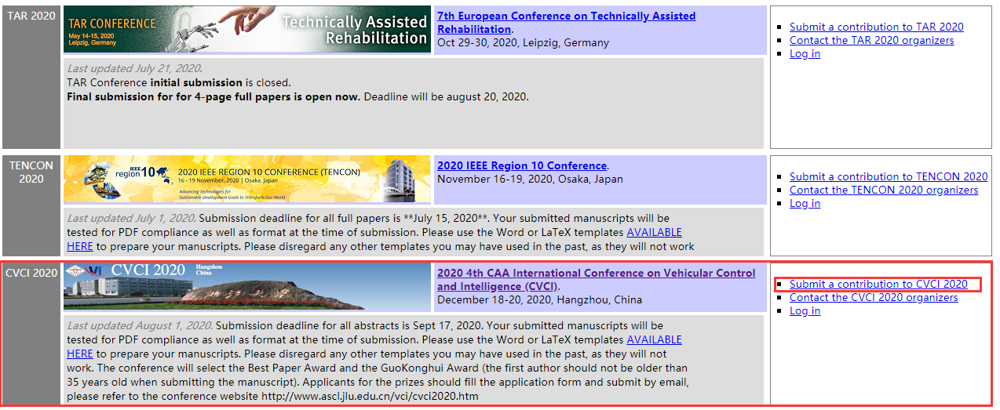 TAR 2020
TAR CONFERENCE
May 14-15, 2020
Leipzig, Germany
Technically Assisted
Rehabilitation
7th European Conference on Technically Assisted
Rehabilitation.
Oct 29-30, 2020, Leipzig, Germany
Submit a contribution to TAR 2020
Contact the TAR 2020 organizers
Log in
Last updated July 21, 2020.
TAR Conference initial submission is closed.
Final submission for for 4-page full papers is open now. Deadline will be august 20, 2020.
TENCON
2020
IEEE
region 10
2020 IEEE REGION 10 CONFERENCE (TENCON)
16 - 19 November, 2020 | Osaka, Japan
Advancing Technologies for
Sustainable Development Goals to Transform Our World
2020 IEEE Region 10 Conference.
November 16-19, 2020, Osaka, Japan
Submit a contribution to TENCON 2020
Contact the TENCON 2020 organizers
Log in
Last updated July 1, 2020. Submission deadline for all full papers is **July 15, 2020**. Your submitted manuscripts will be
tested for PDF compliance as well as format at the time of submission. Please use the Word or LaTeX templates AVAILABLE
HERE to prepare your manuscripts. Please disregard any other templates you may have used in the past, as they will not work
CVCI 2020
VI
CVCI 2020
Hangzhou
China
2020 4th CAA International Conference on Vehicular Control
and Intelligence (CVCI).
December 18-20, 2020, Hangzhou, China
Submit a contribution to CVCI 2020
Contact the CVCI 2020 organizers
Log in
Last updated August 1, 2020. Submission deadline for all abstracts is Sept 17, 2020. Your submitted manuscripts will be
tested for PDF compliance as well as format at the time of submission. Please use the Word or LaTeX templates AVAILABLE
HERE to prepare your manuscripts. Please disregard any other templates you may have used in the past, as they will not
work. The conference will select the Best Paper Award and the GuoKonghui Award (the first author should not be older than
35 years old when submitting the manuscript). Applicants for the prizes should fill the application form and submit by email,
please refer to the conference website http://www.ascl.jlu.edu.cn/vci/cvci2020.htm